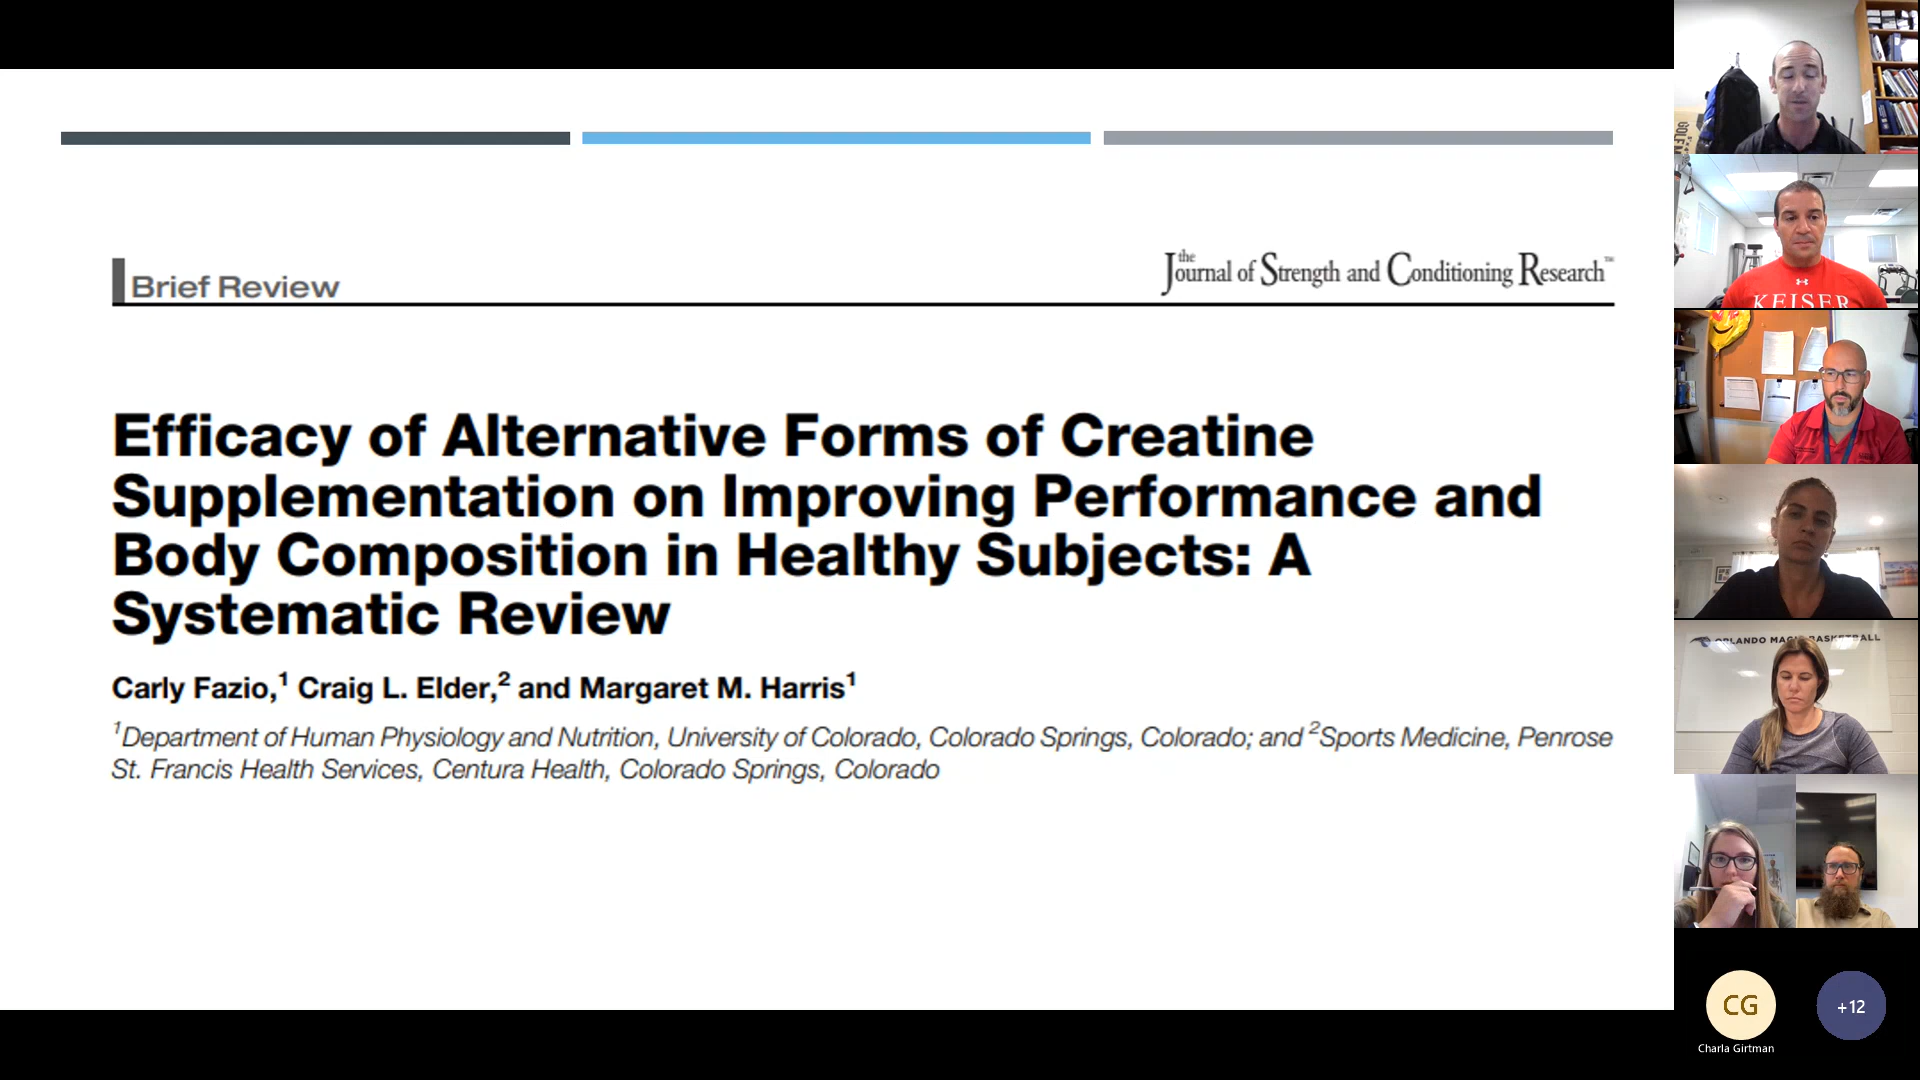 Brief Review
the Journal of Strength and Conditioning Research™
Efficacy of Alternative Forms of Creatine
Supplementation on Improving Performance and
Body Composition in Healthy Subjects: A
Systematic Review
Carly Fazio,1 Craig L. Elder,2 and Margaret M. Harris1
1Department of Human Physiology and Nutrition, University of Colorado, Colorado Springs, Colorado; and 2Sports Medicine, Penrose
St. Francis Health Services, Centura Health, Colorado Springs, Colorado
KEISER
ORLANDO MAGIC BASKETBALL
CG
+12
Charla Girtman